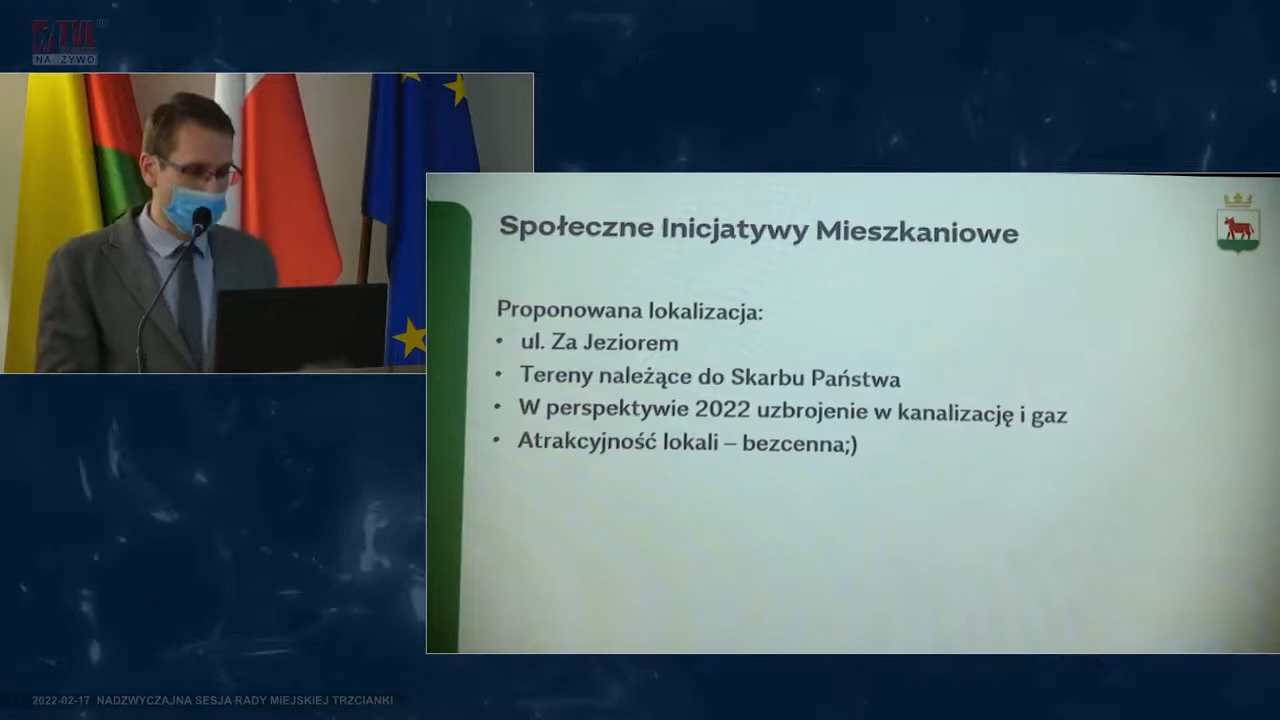 NA ŻYWO
Społeczne Inicjatywy Mieszkaniowe
Proponowana lokalizacja:
• ul. Za Jeziorem
• Tereny należące do Skarbu Państwa
• W perspektywie 2022 uzbrojenie w kanalizację i gaz
• Atrakcyjność lokali – bezcenna;)
2022-02-17 NADZWYCZAJNA SESJA RADY MIEJSKIEJ TRZCIANKI